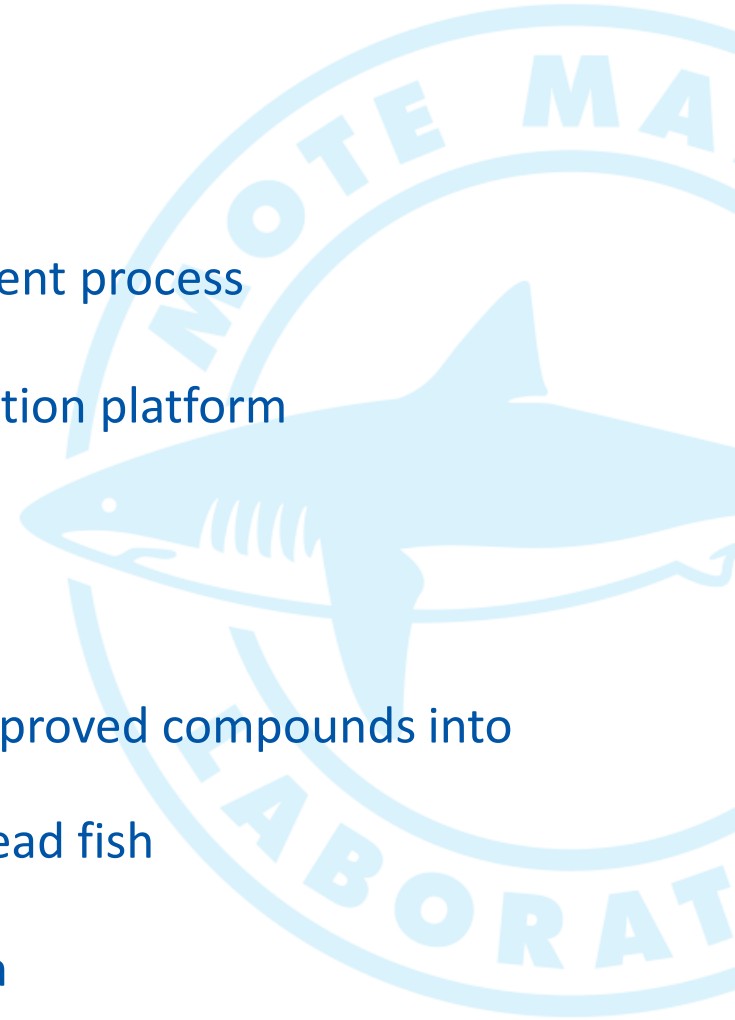 MOTE MA
ent process
tion platform
proved compounds into
ead fish
LABORAT